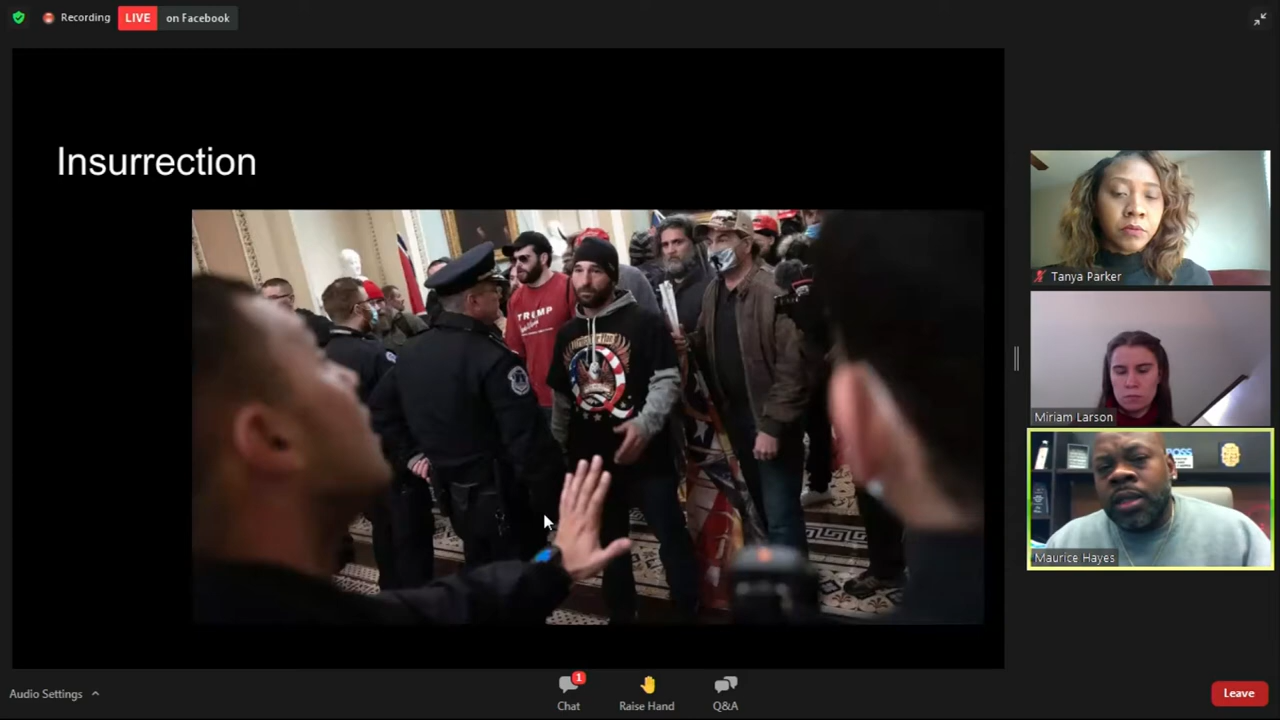 Recording
LIVE on Facebook
Insurrection
TRUMP
Tanya Parker
Miriam Larson
BOSS
Maurice Hayes
Audio Settings
1
Chat
Raise Hand
Q&A
Leave